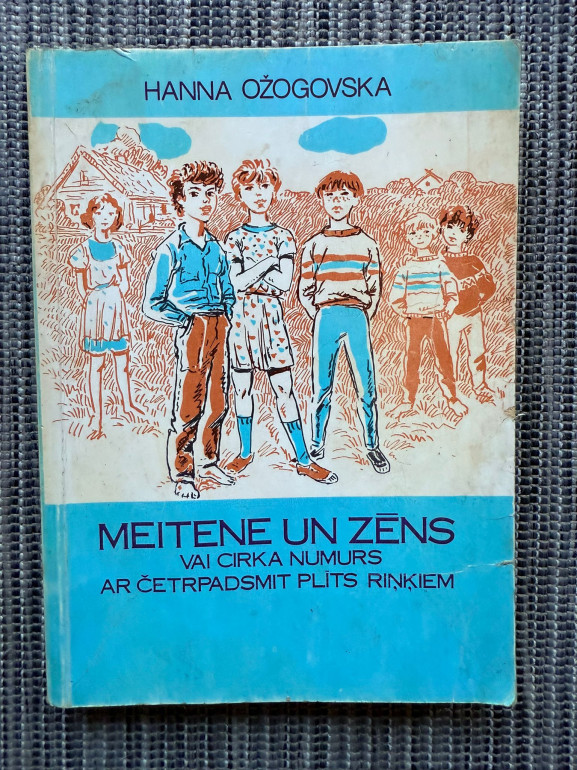 HANNA OŽOGOVSKA
MEITENE UN ZĒNS
VAI CIRKA NUMURS
AR ČETRPADSMIT PLĪTS RIŅĶIEM